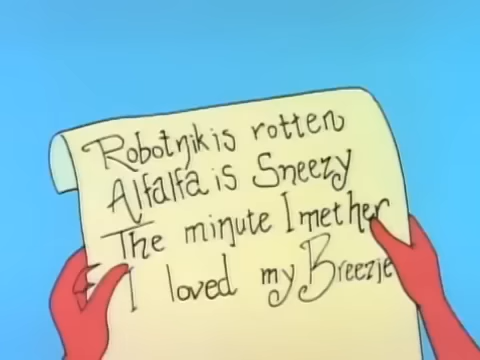 Robotnik is rotten
Alfalfa is Sneezy
The minute I met her
I loved my Breezie